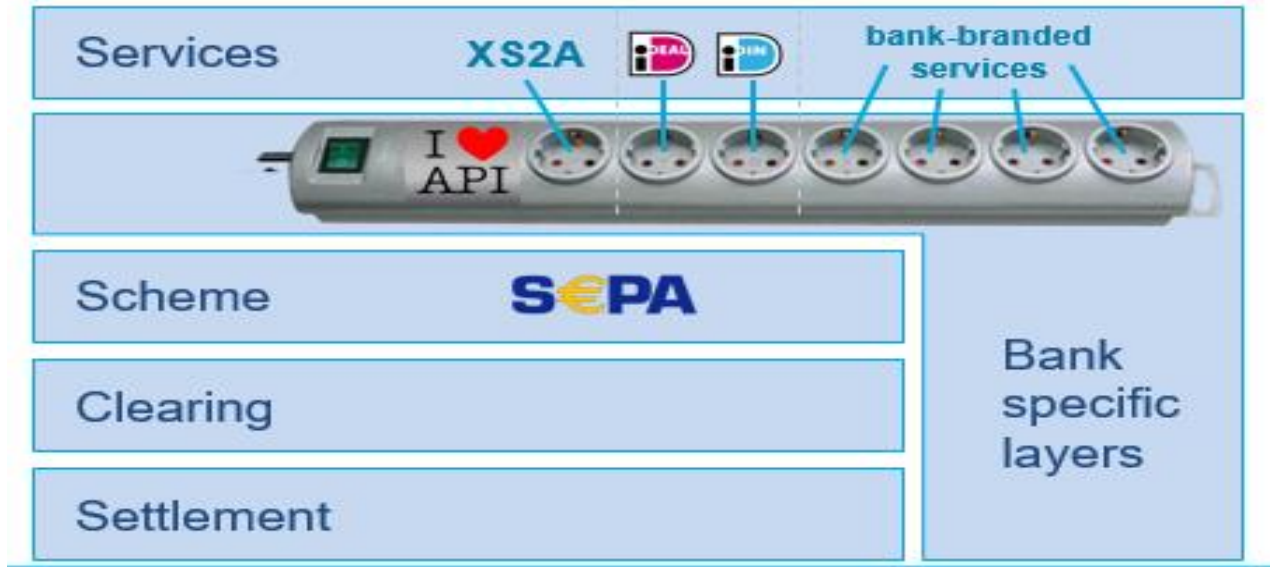 Services
XS2A
iDEAL
iDIN
bank-branded
services
I ❤ API
Scheme
S€PA
Clearing
Settlement
Bank
specific
layers